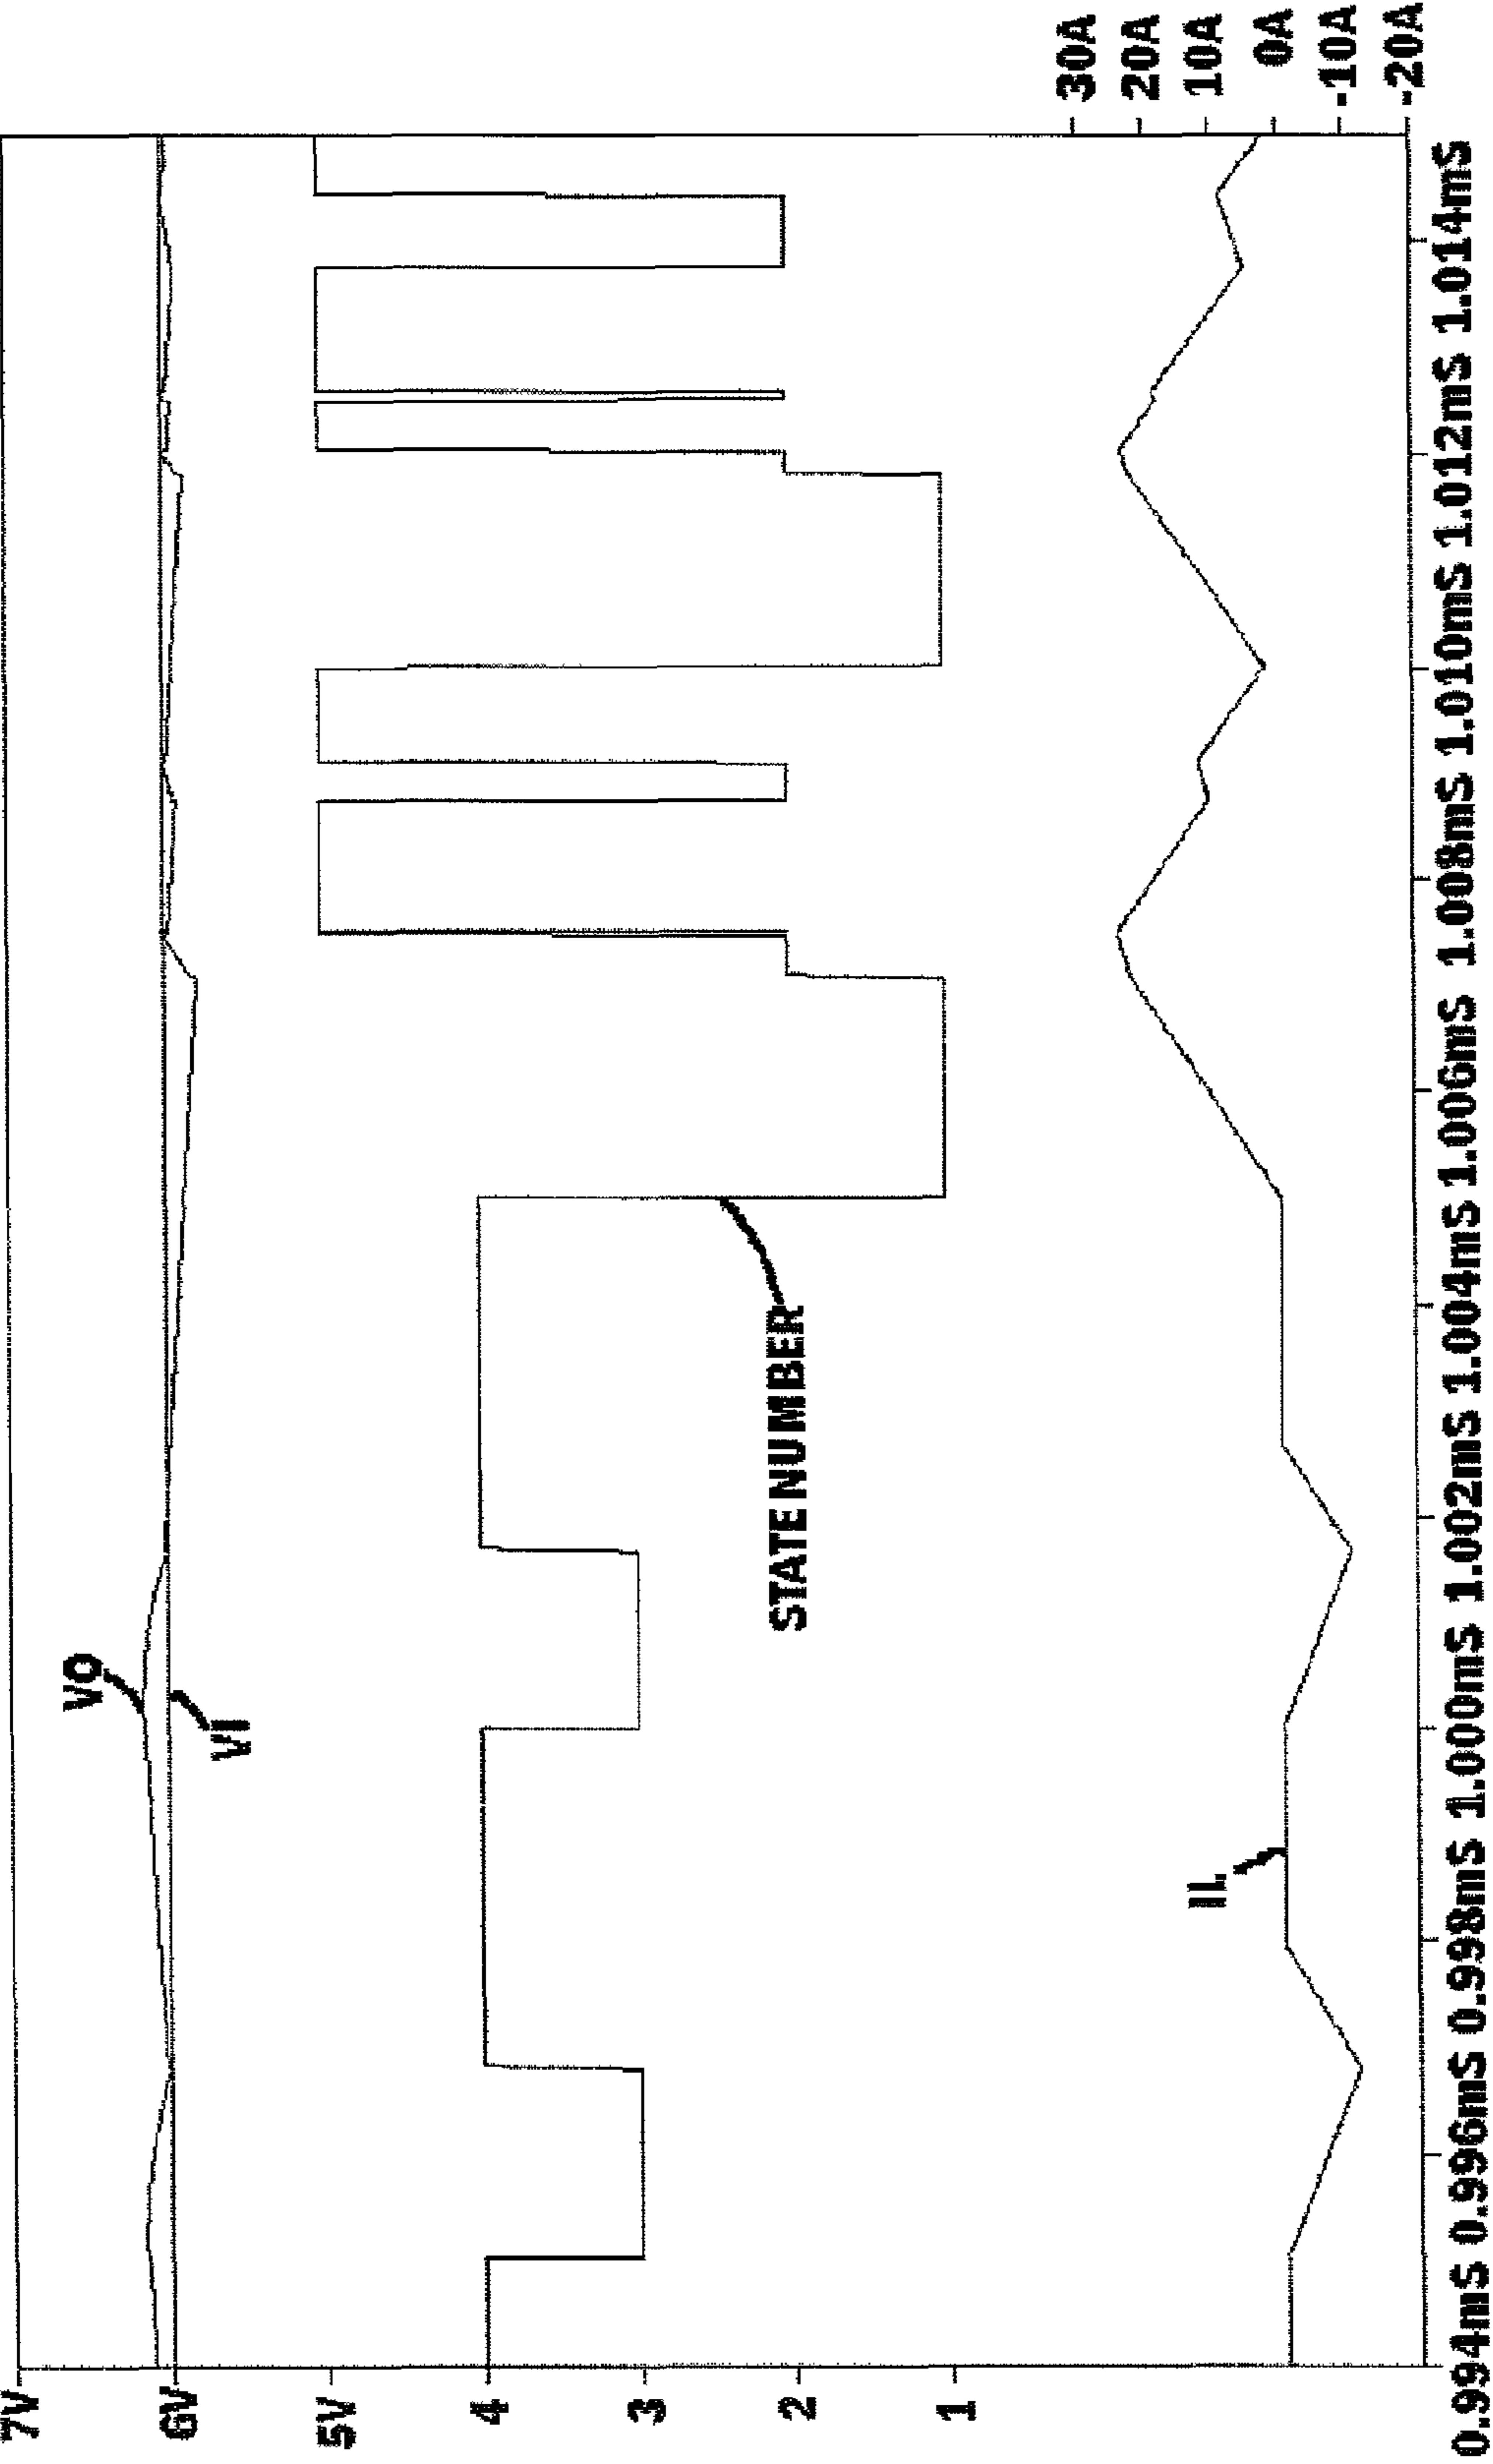 7V
6V
5V
4
3
2
1
VO
VI
STATE NUMBER
IL
30A
20A
10A
0A
-10A
-20A
0.994mS 0.996mS 0.998mS 1.000mS 1.002mS 1.004mS 1.006mS 1.008mS 1.010mS 1.012mS 1.014mS